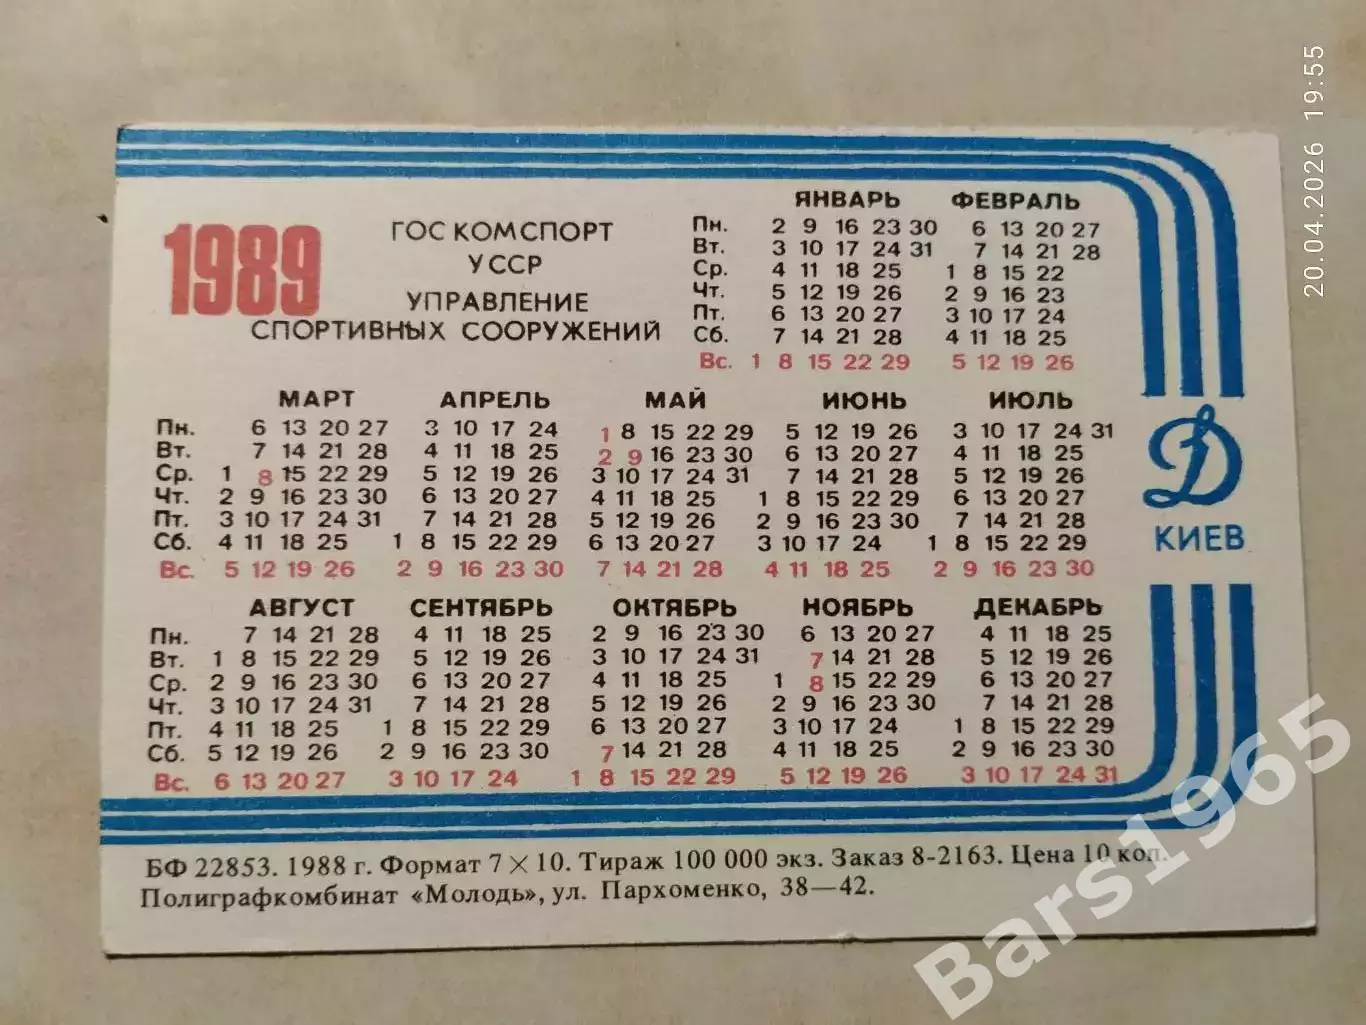 1989
ГОСКОМСПОРТ
УССР
УПРАВЛЕНИЕ
СПОРТИВНЫХ СООРУЖЕНИЙ
ЯНВАРЬ ФЕВРАЛЬ
Пн. 2 9 16 23 30 6 13 20 27
Вт. 3 10 17 24 31 7 14 21 28
Ср. 4 11 18 25 1 8 15 22
Чт. 5 12 19 26 2 9 16 23
Пт. 6 13 20 27 3 10 17 24
Сб. 7 14 21 28 4 11 18 25
Вс. 1 8 15 22 29 5 12 19 26
МАРТ АПРЕЛЬ МАЙ ИЮНЬ ИЮЛЬ
Пн. 6 13 20 27 3 10 17 24 1 8 15 22 29 5 12 19 26 3 10 17 24 31
Вт. 7 14 21 28 4 11 18 25 2 9 16 23 30 6 13 20 27 4 11 18 25
Ср. 1 8 15 22 29 5 12 19 26 3 10 17 24 31 7 14 21 28 5 12 19 26
Чт. 2 9 16 23 30 6 13 20 27 4 11 18 25 1 8 15 22 29 6 13 20 27
Пт. 3 10 17 24 31 7 14 21 28 5 12 19 26 2 9 16 23 30 7 14 21 28
Сб. 4 11 18 25 1 8 15 22 29 6 13 20 27 3 10 17 24 1 8 15 22 29
Вс. 5 12 19 26 2 9 16 23 30 7 14 21 28 4 11 18 25 2 9 16 23 30
АВГУСТ СЕНТЯБРЬ ОКТЯБРЬ НОЯБРЬ ДЕКАБРЬ
Пн. 7 14 21 28 4 11 18 25 2 9 16 23 30 6 13 20 27 4 11 18 25
Вт. 1 8 15 22 29 5 12 19 26 3 10 17 24 31 7 14 21 28 5 12 19 26
Ср. 2 9 16 23 30 6 13 20 27 4 11 18 25 1 8 15 22 29 6 13 20 27
Чт. 3 10 17 24 31 7 14 21 28 5 12 19 26 2 9 16 23 30 7 14 21 28
Пт. 4 11 18 25 1 8 15 22 29 6 13 20 27 3 10 17 24 1 8 15 22 29
Сб. 5 12 19 26 2 9 16 23 30 7 14 21 28 4 11 18 25 2 9 16 23 30
Вс. 6 13 20 27 3 10 17 24 1 8 15 22 29 5 12 19 26 3 10 17 24 31
Д
КИЕВ
БФ 22853. 1988 г. Формат 7×10. Тираж 100 000 экз. Заказ 8-2163. Цена 10 коп.
Полиграфкомбинат «Молодь», ул. Пархоменко, 38—42.
20.04.2026 19:55
Bars1965